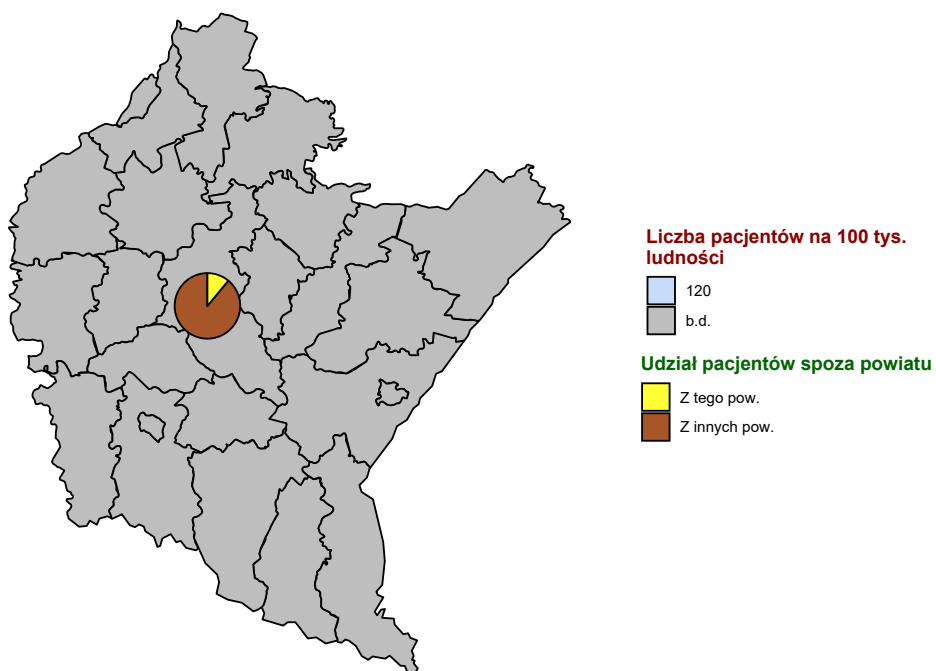 Liczba pacjentów na 100 tys.
ludności
120
b.d.
Udział pacjentów spoza powiatu
Z tego pow.
Z innych pow.